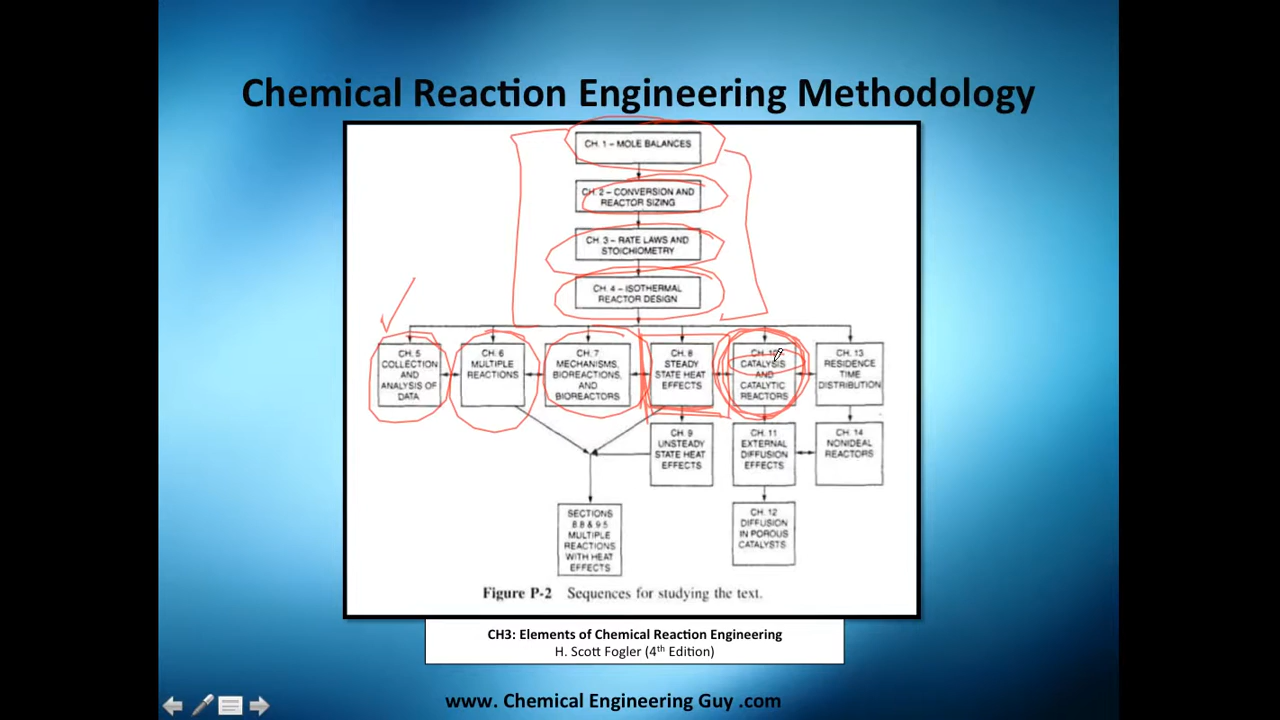 Chemical Reaction Engineering Methodology
CH. 1 – MOLE BALANCES
CH. 2 – CONVERSION AND
REACTOR SIZING
CH. 3 – RATE LAWS AND
STOICHIOMETRY
CH. 4 – ISOTHERMAL
REACTOR DESIGN
CH. 5
COLLECTION
AND
ANALYSIS OF
DATA
CH. 6
MULTIPLE
REACTIONS
CH. 7
MECHANISMS,
BIOREACTIONS,
AND
BIOREACTORS
CH. 8
STEADY
STATE HEAT
EFFECTS
CH. 10
CATALYSIS
AND
CATALYTIC
REACTORS
CH. 13
RESIDENCE
TIME
DISTRIBUTION
CH. 9
UNSTEADY
STATE HEAT
EFFECTS
CH. 11
EXTERNAL
DIFFUSION
EFFECTS
CH. 14
NONIDEAL
REACTORS
SECTIONS
8.8 & 9.5
MULTIPLE
REACTIONS
WITH HEAT
EFFECTS
CH. 12
DIFFUSION
IN POROUS
CATALYSTS
Figure P-2 Sequences for studying the text.
CH3: Elements of Chemical Reaction Engineering
H. Scott Fogler (4th Edition)
www. Chemical Engineering Guy .com